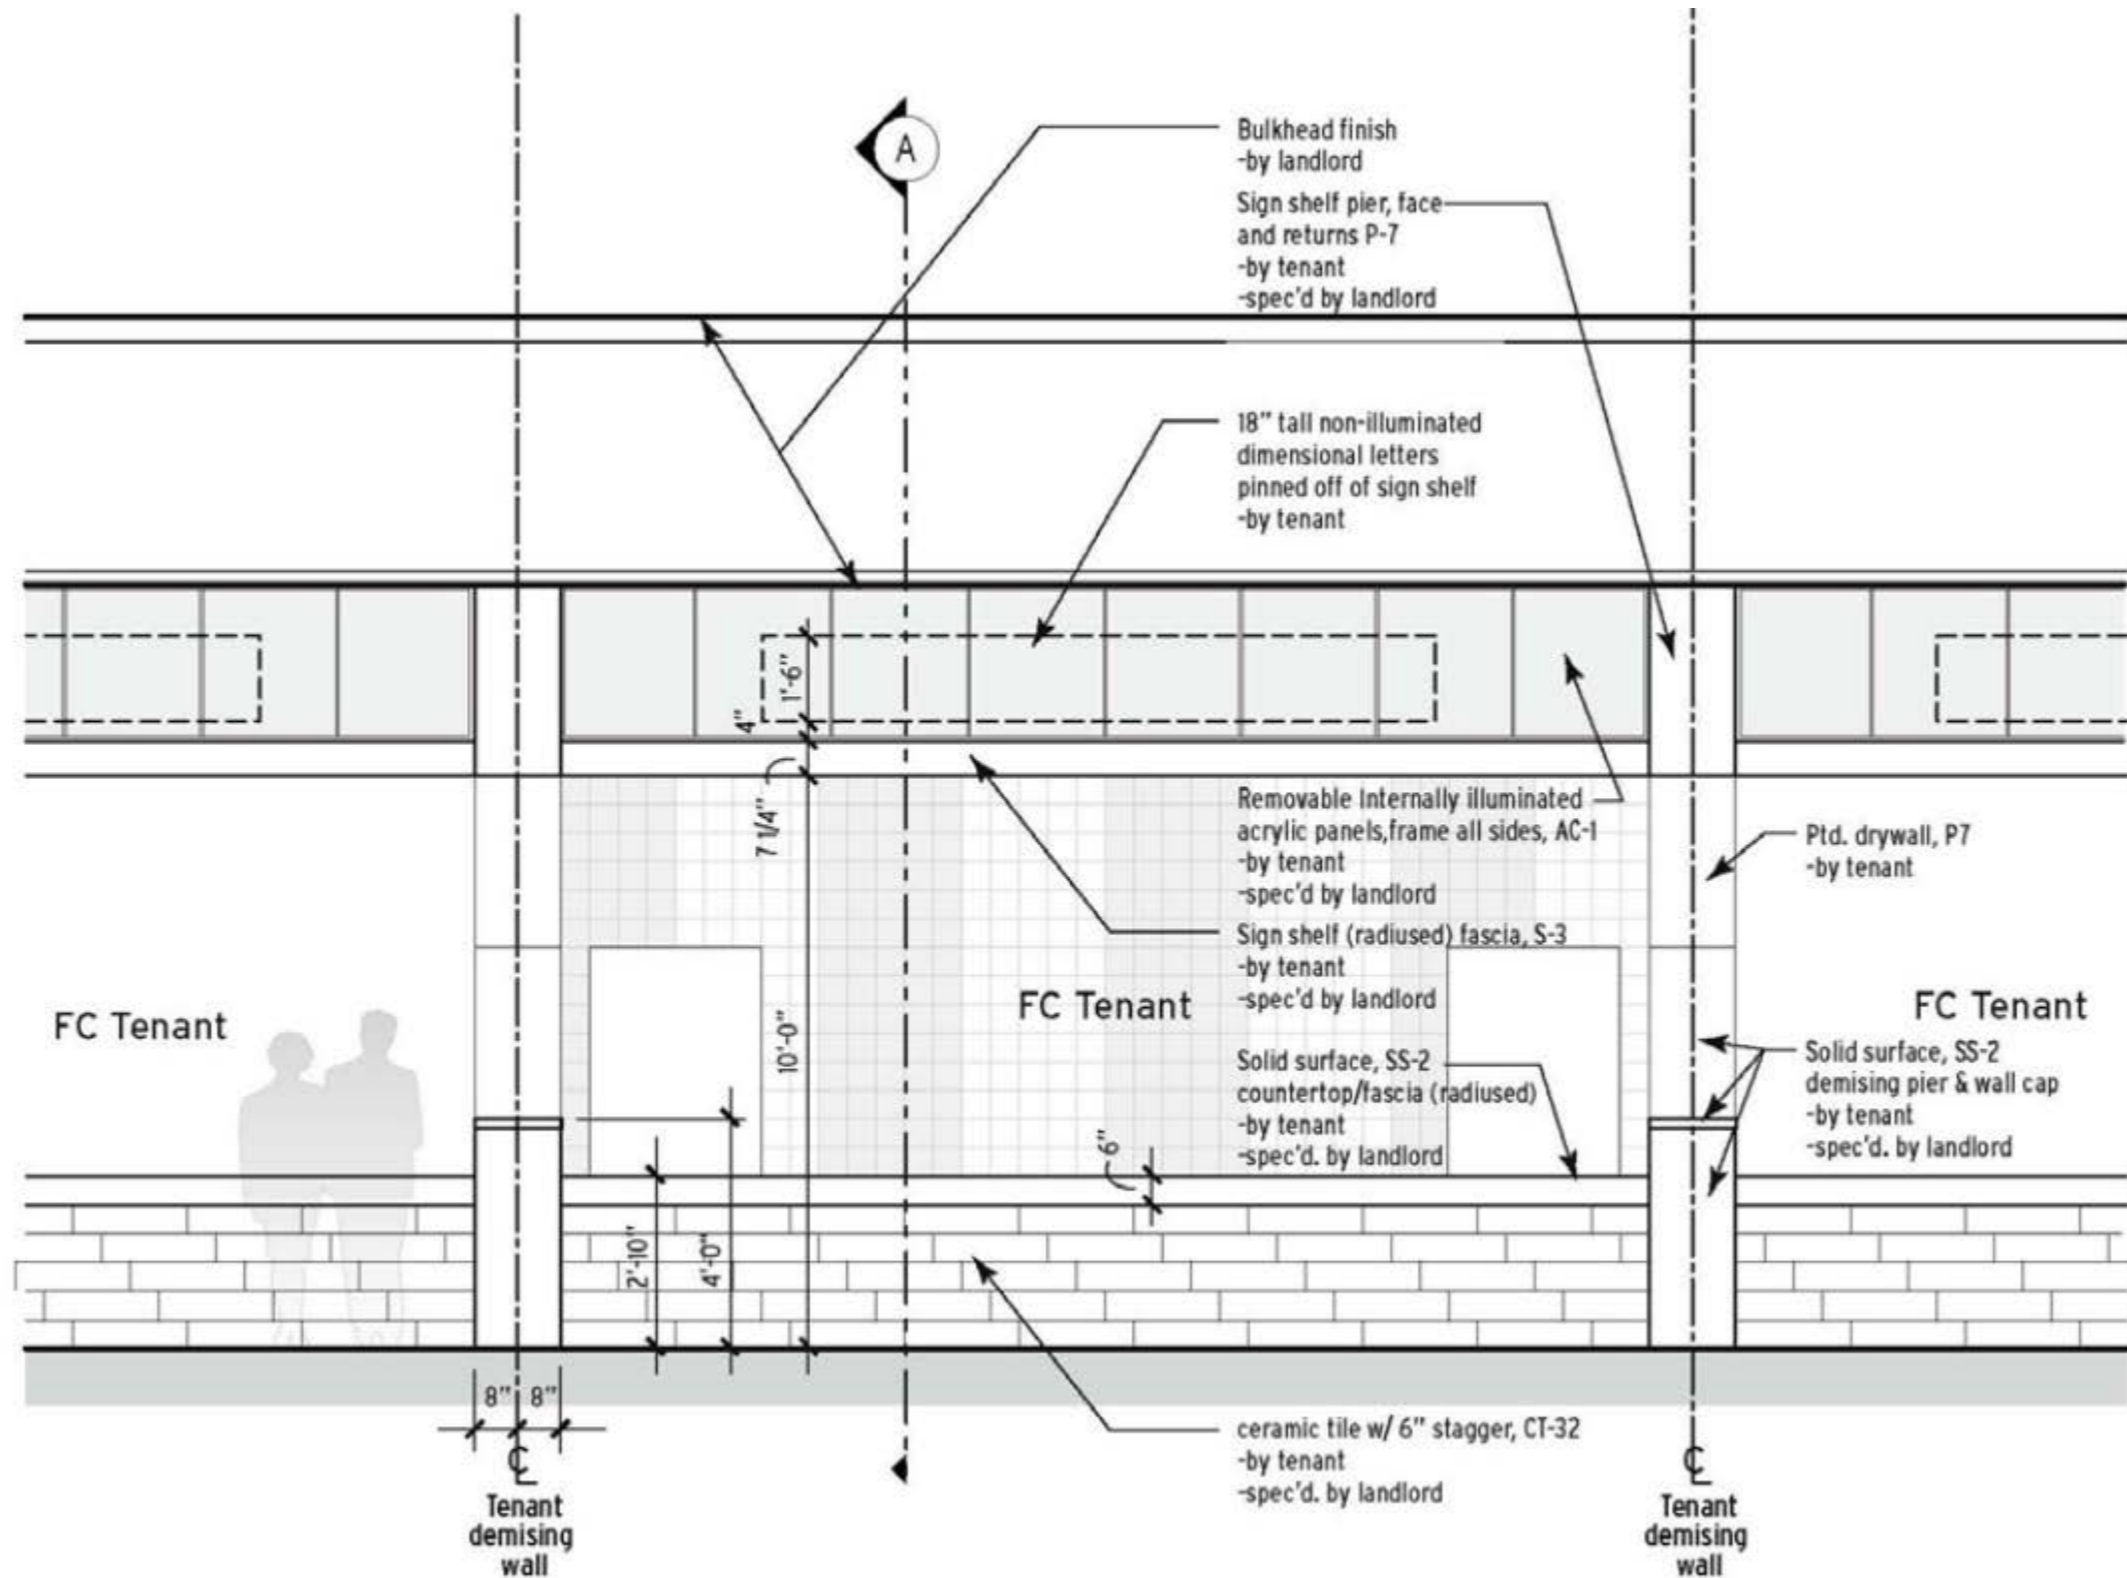 A
Bulkhead finish
-by landlord
Sign shelf pier, face
and returns P-7
-by tenant
-spec'd by landlord
18" tall non-illuminated
dimensional letters
pinned off of sign shelf
-by tenant
1'-6"
4"
7 1/4"
Removable Internally illuminated
acrylic panels,frame all sides, AC-1
-by tenant
-spec'd by landlord
Ptd. drywall, P7
-by tenant
Sign shelf (radiused) fascia, S-3
-by tenant
-spec'd by landlord
FC Tenant
FC Tenant
FC Tenant
10'-0"
Solid surface, SS-2
countertop/fascia (radiused)
-by tenant
-spec'd. by landlord
Solid surface, SS-2
demising pier & wall cap
-by tenant
-spec'd. by landlord
6"
2'-10"
4'-0"
8" 8"
ceramic tile w/ 6" stagger, CT-32
-by tenant
-spec'd. by landlord
℄
Tenant
demising
wall
℄
Tenant
demising
wall